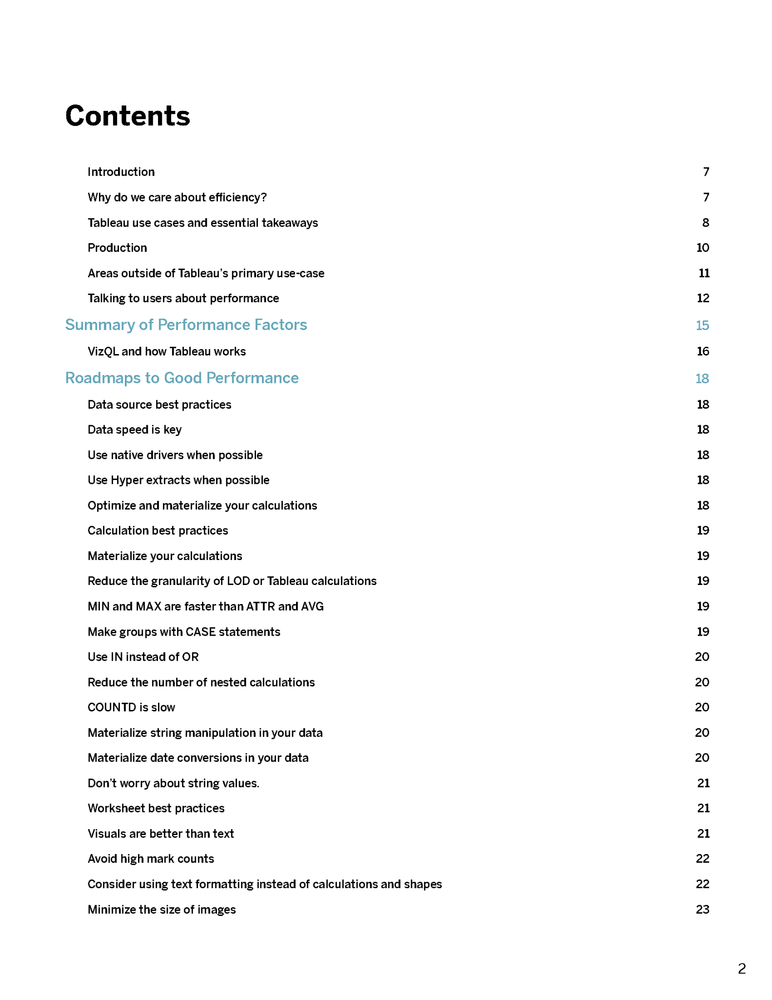 Contents
Introduction 7
Why do we care about efficiency? 7
Tableau use cases and essential takeaways 8
Production 10
Areas outside of Tableau’s primary use-case 11
Talking to users about performance 12
Summary of Performance Factors 15
VizQL and how Tableau works 16
Roadmaps to Good Performance 18
Data source best practices 18
Data speed is key 18
Use native drivers when possible 18
Use Hyper extracts when possible 18
Optimize and materialize your calculations 18
Calculation best practices 19
Materialize your calculations 19
Reduce the granularity of LOD or Tableau calculations 19
MIN and MAX are faster than ATTR and AVG 19
Make groups with CASE statements 19
Use IN instead of OR 20
Reduce the number of nested calculations 20
COUNTD is slow 20
Materialize string manipulation in your data 20
Materialize date conversions in your data 20
Don’t worry about string values. 21
Worksheet best practices 21
Visuals are better than text 21
Avoid high mark counts 22
Consider using text formatting instead of calculations and shapes 22
Minimize the size of images 23
2